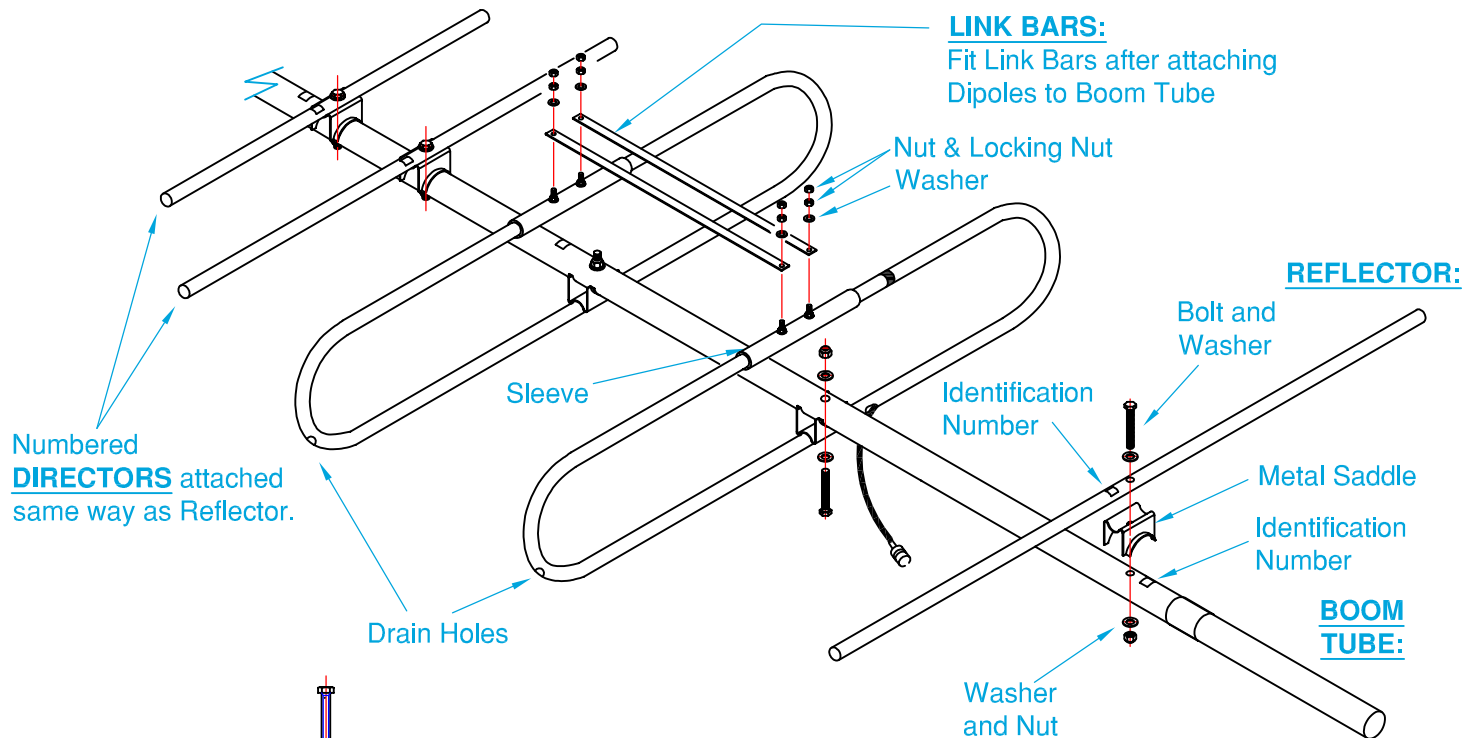 LINK BARS:
Fit Link Bars after attaching
Dipoles to Boom Tube
Nut & Locking Nut
Washer
REFLECTOR:
Bolt and
Washer
Identification
Number
Sleeve
Numbered
DIRECTORS attached
same way as Reflector.
Metal Saddle
Identification
Number
BOOM
TUBE:
Drain Holes
Washer
and Nut